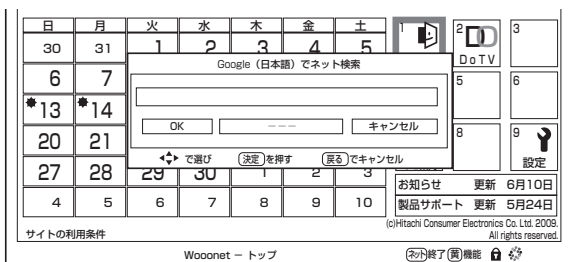 日 月 火 水 木 金 土
30 31 1 2 3 4 5
1 2 DoTV 3
Google（日本語）でネット検索
6 7
5 6
13 14
OK --- キャンセル
20 21
8 9 設定
で選び 決定を押す 戻るでキャンセル
27 28 29 30 1 2 3
お知らせ 更新 6月10日
4 5 6 7 8 9 10
製品サポート 更新 5月24日
(c)Hitachi Consumer Electronics Co. Ltd. 2009.
All rights reserved.
サイトの利用条件
Wooonet － トップ
ネット終了 黄機能